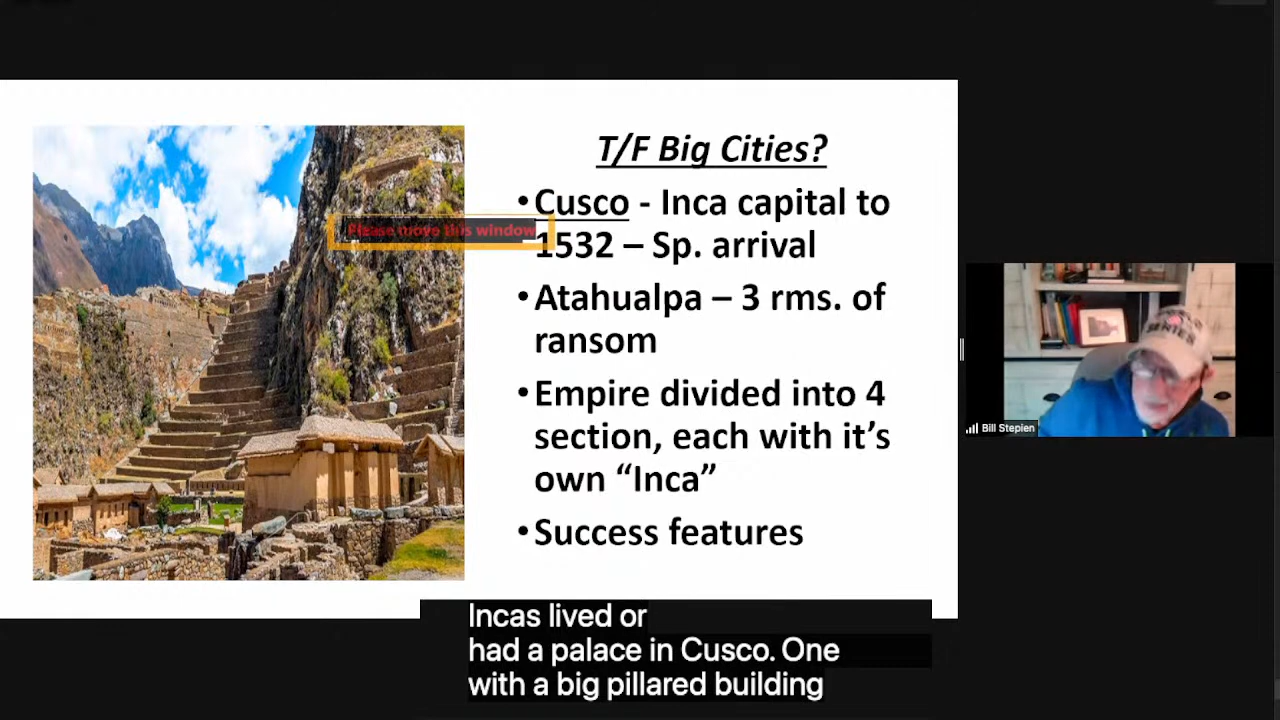 T/F Big Cities?
•Cusco - Inca capital to
1532 – Sp. arrival
Please move this window
•Atahualpa – 3 rms. of
ransom
•Empire divided into 4
section, each with it’s
own “Inca”
•Success features
Bill Stepien
Incas lived or
had a palace in Cusco. One
with a big pillared building